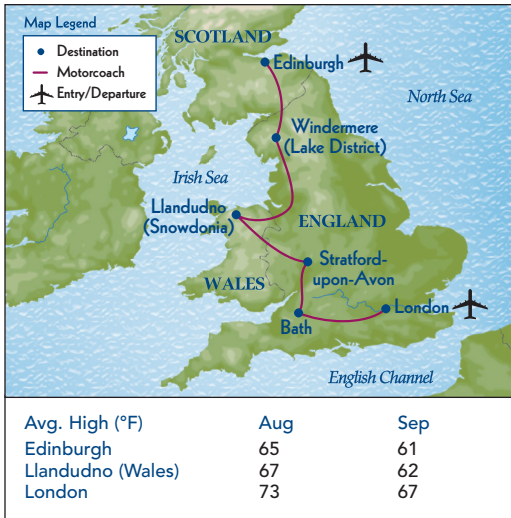 Map Legend
Destination
Motorcoach
Entry/Departure
SCOTLAND
Edinburgh
North Sea
Windermere
(Lake District)
Irish Sea
Llandudno
(Snowdonia)
ENGLAND
Stratford-
upon-Avon
WALES
London
Bath
English Channel
Avg. High (°F) Aug Sep
Edinburgh 65 61
Llandudno (Wales) 67 62
London 73 67